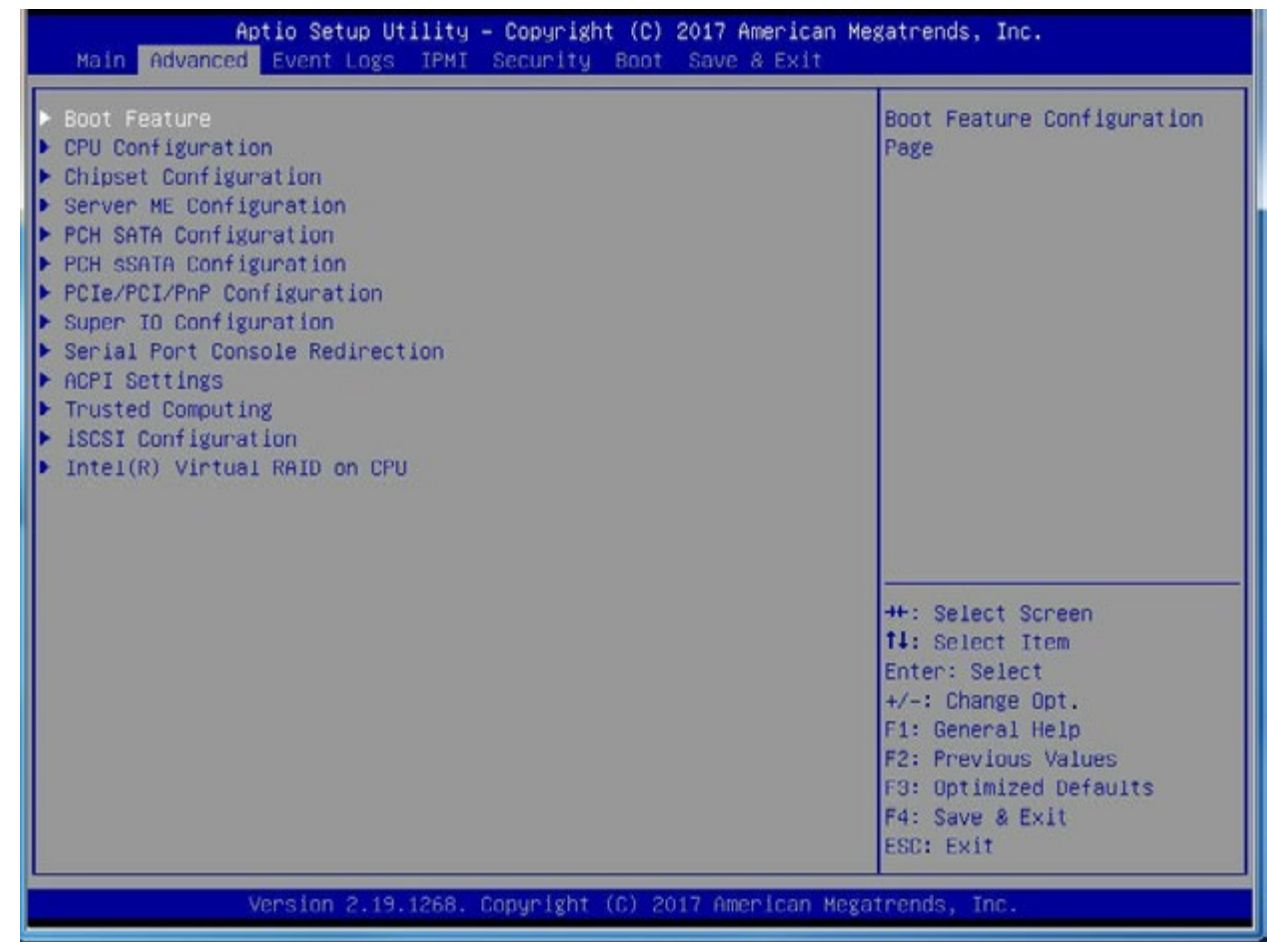 Aptio Setup Utility – Copyright (C) 2017 American Megatrends, Inc.
Main Advanced Event Logs IPMI Security Boot Save & Exit
Boot Feature
CPU Configuration
Chipset Configuration
Server ME Configuration
PCH SATA Configuration
PCH sSATA Configuration
PCIe/PCI/PnP Configuration
Super IO Configuration
Serial Port Console Redirection
ACPI Settings
Trusted Computing
iSCSI Configuration
Intel(R) Virtual RAID on CPU
Boot Feature Configuration
Page
→←: Select Screen
↑↓: Select Item
Enter: Select
+/-: Change Opt.
F1: General Help
F2: Previous Values
F3: Optimized Defaults
F4: Save & Exit
ESC: Exit
Version 2.19.1268. Copyright (C) 2017 American Megatrends, Inc.